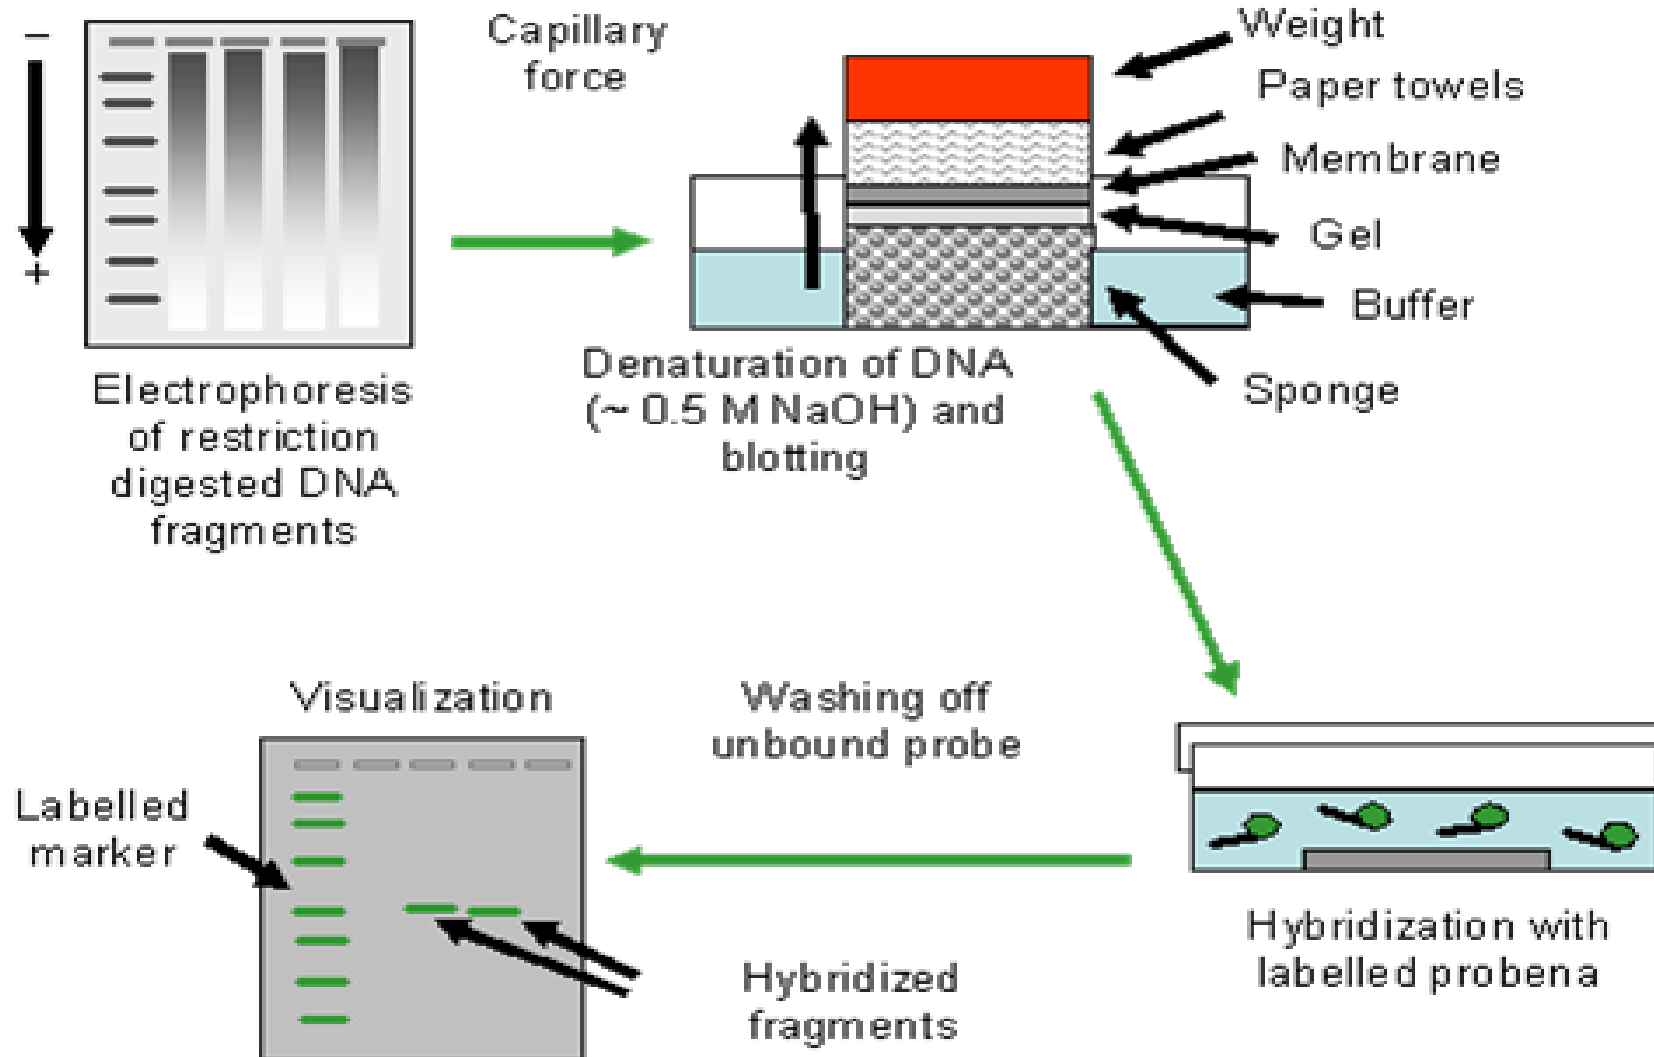 −
+
Electrophoresis
of restriction
digested DNA
fragments
Capillary
force
Weight
Paper towels
Membrane
Gel
Buffer
Sponge
Denaturation of DNA
(~ 0.5 M NaOH) and
blotting
Hybridization with
labelled probena
Washing off
unbound probe
Visualization
Labelled
marker
Hybridized
fragments